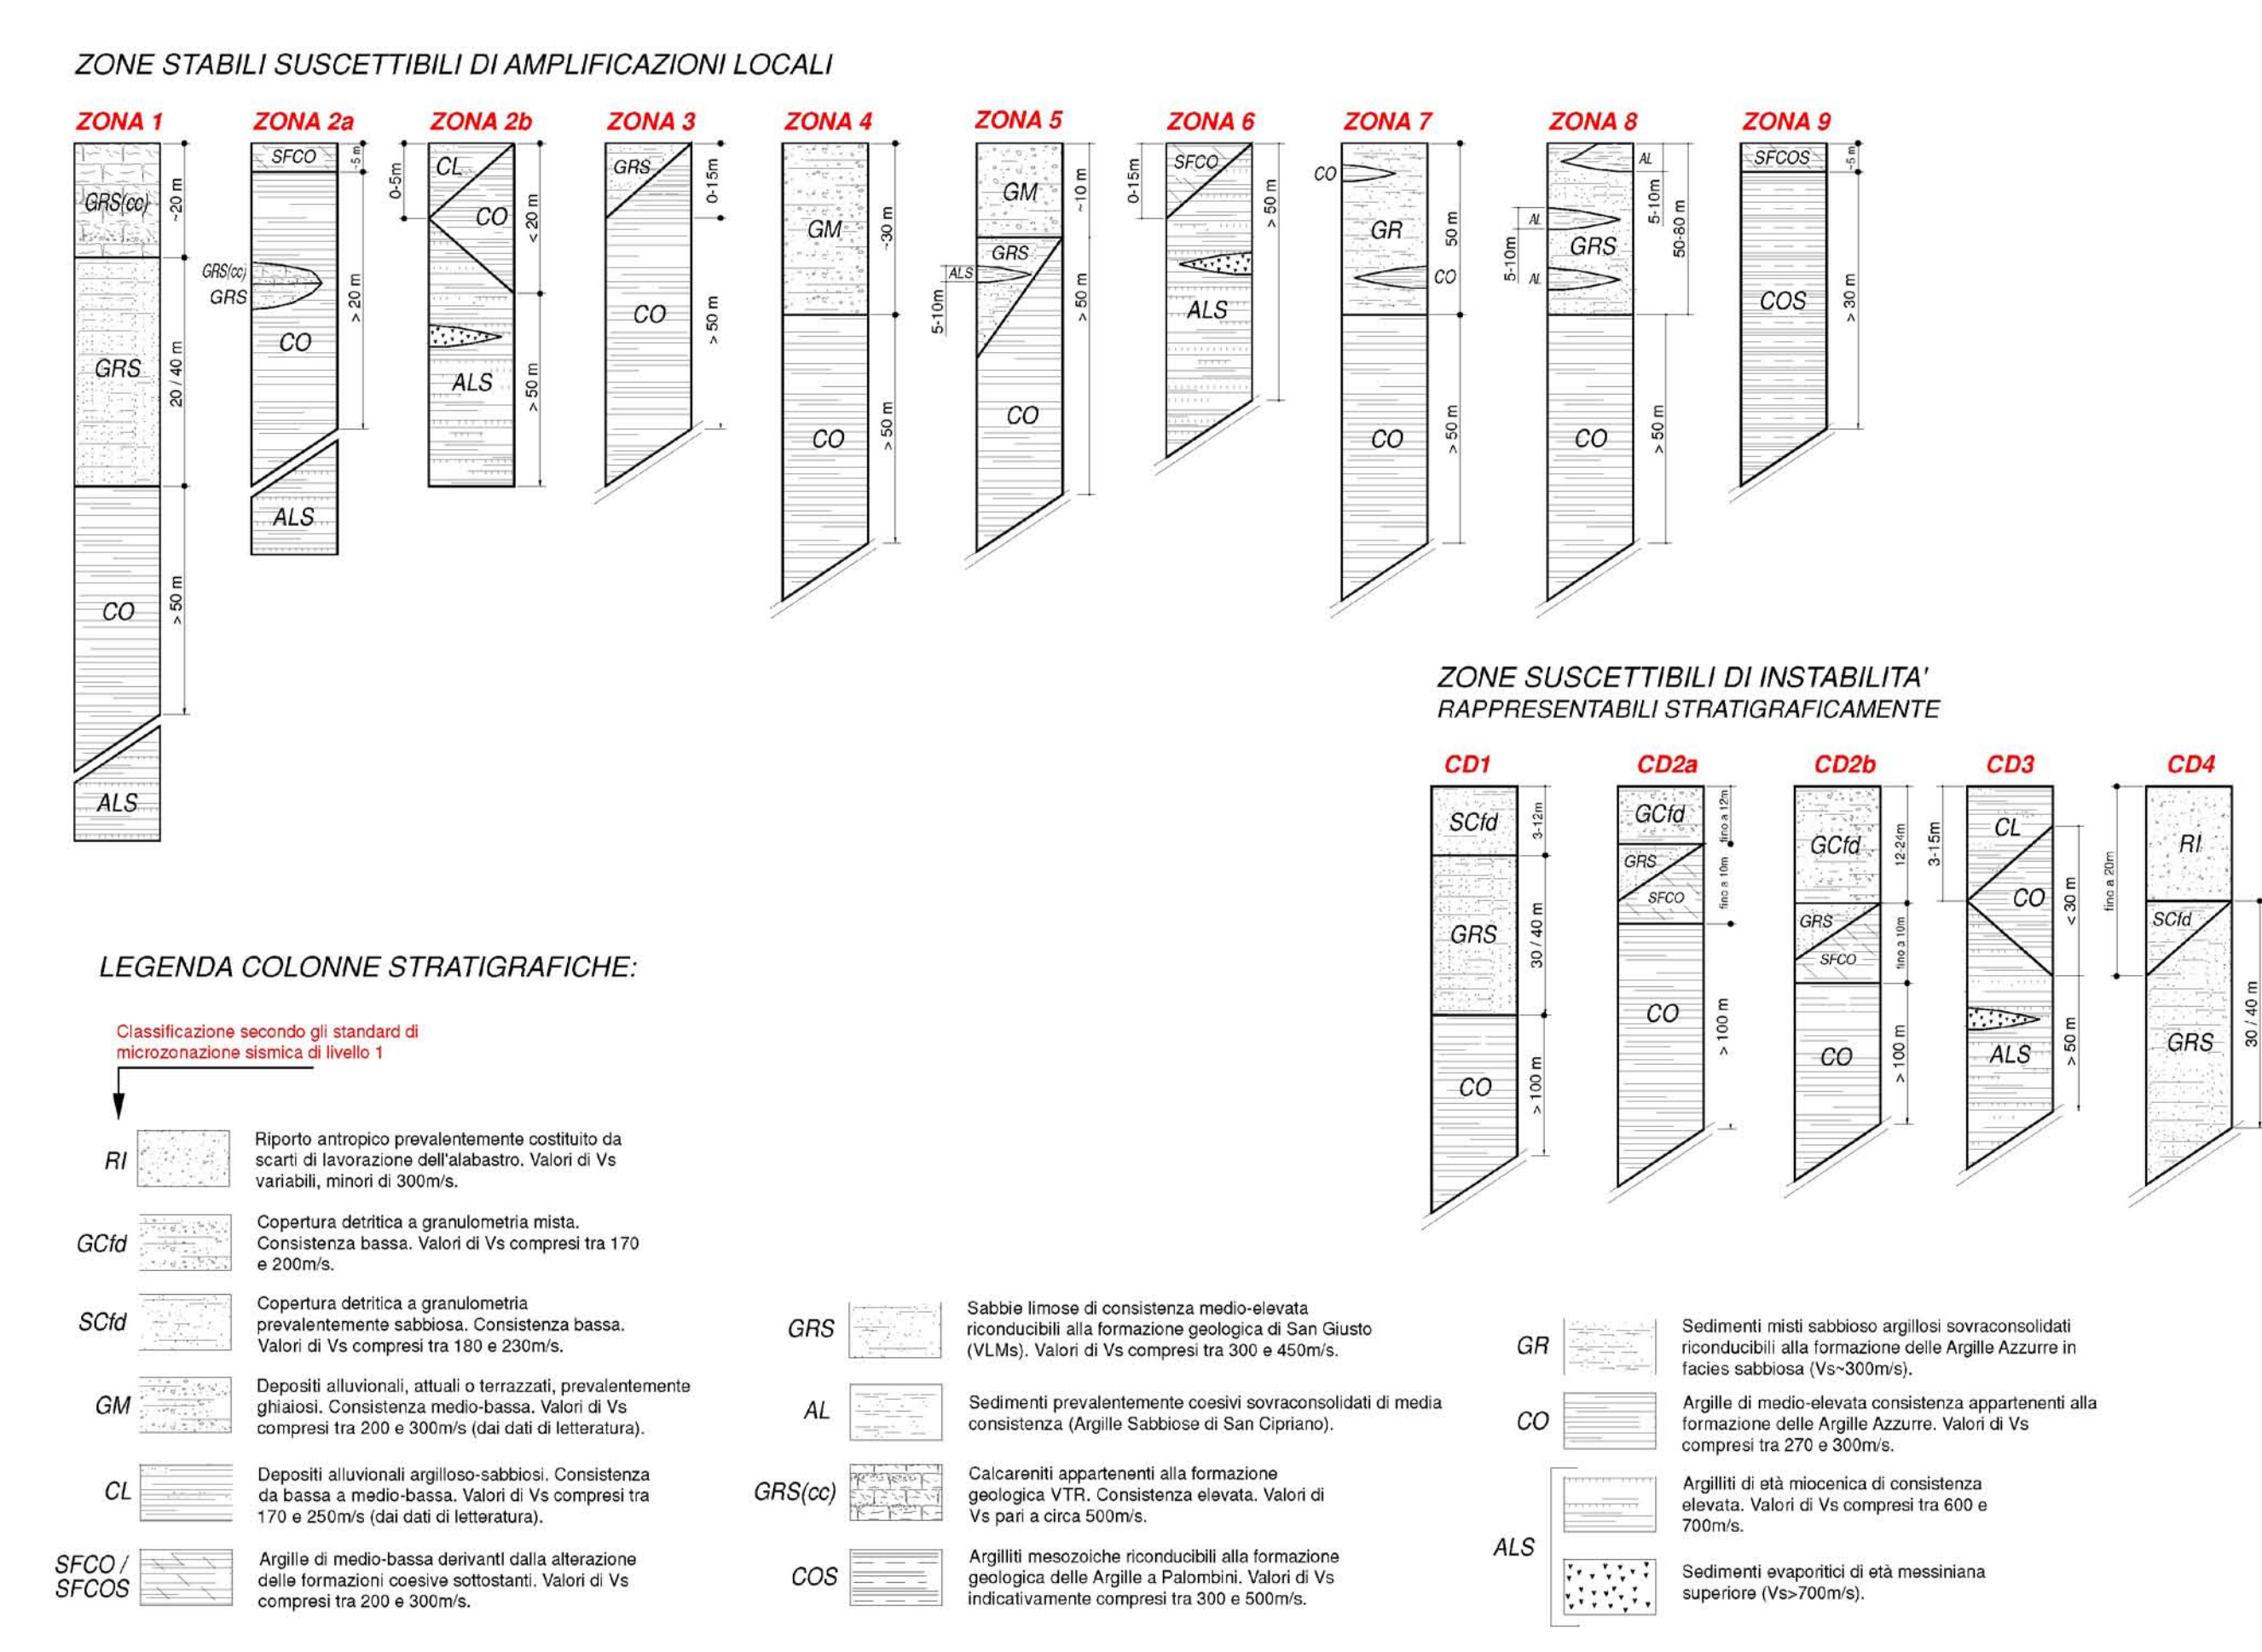 ZONE STABILI SUSCETTIBILI DI AMPLIFICAZIONI LOCALI
ZONA 1
GRS(cc)
~20 m
GRS
20 / 40 m
CO
> 50 m
ALS
ZONA 2a
SFCO
~5 m
GRS(cc)
GRS
CO
> 20 m
ALS
ZONA 2b
0-5m
CL
CO
< 20 m
ALS
> 50 m
ZONA 3
GRS
0-15m
CO
> 50 m
ZONA 4
GM
~30 m
CO
> 50 m
ZONA 5
GM
~10 m
GRS
ALS
5-10m
CO
> 50 m
ZONA 6
0-15m
SFCO
ALS
> 50 m
ZONA 7
CO
GR
50 m
CO
CO
> 50 m
ZONA 8
AL
5-10m
AL
GRS
50-80 m
5-10m
AL
CO
> 50 m
ZONA 9
SFCOS
~5 m
COS
> 30 m
ZONE SUSCETTIBILI DI INSTABILITA'
RAPPRESENTABILI STRATIGRAFICAMENTE
CD1
SCfd
3-12m
GRS
30 / 40 m
CO
> 100 m
CD2a
GCfd
fino a 12m
GRS
SFCO
fino a 10m
CO
> 100 m
CD2b
GCfd
12-24m
GRS
SFCO
fino a 10m
CO
> 100 m
CD3
3-15m
CL
CO
< 30 m
ALS
> 50 m
CD4
fino a 20m
RI
SCfd
GRS
30 / 40 m
LEGENDA COLONNE STRATIGRAFICHE:
Classificazione secondo gli standard di
microzonazione sismica di livello 1
RI
Riporto antropico prevalentemente costituito da
scarti di lavorazione dell'alabastro. Valori di Vs
variabili, minori di 300m/s.
GCfd
Copertura detritica a granulometria mista.
Consistenza bassa. Valori di Vs compresi tra 170
e 200m/s.
SCfd
Copertura detritica a granulometria
prevalentemente sabbiosa. Consistenza bassa.
Valori di Vs compresi tra 180 e 230m/s.
GM
Depositi alluvionali, attuali o terrazzati, prevalentemente
ghiaiosi. Consistenza medio-bassa. Valori di Vs
compresi tra 200 e 300m/s (dai dati di letteratura).
CL
Depositi alluvionali argilloso-sabbiosi. Consistenza
da bassa a medio-bassa. Valori di Vs compresi tra
170 e 250m/s (dai dati di letteratura).
SFCO /
SFCOS
Argille di medio-bassa derivantI dalla alterazione
delle formazioni coesive sottostanti. Valori di Vs
compresi tra 200 e 300m/s.
GRS
Sabbie limose di consistenza medio-elevata
riconducibili alla formazione geologica di San Giusto
(VLMs). Valori di Vs compresi tra 300 e 450m/s.
AL
Sedimenti prevalentemente coesivi sovraconsolidati di media
consistenza (Argille Sabbiose di San Cipriano).
GRS(cc)
Calcareniti appartenenti alla formazione
geologica VTR. Consistenza elevata. Valori di
Vs pari a circa 500m/s.
COS
Argilliti mesozoiche riconducibili alla formazione
geologica delle Argille a Palombini. Valori di Vs
indicativamente compresi tra 300 e 500m/s.
GR
Sedimenti misti sabbioso argillosi sovraconsolidati
riconducibili alla formazione delle Argille Azzurre in
facies sabbiosa (Vs~300m/s).
CO
Argille di medio-elevata consistenza appartenenti alla
formazione delle Argille Azzurre. Valori di Vs
compresi tra 270 e 300m/s.
ALS
Argilliti di età miocenica di consistenza
elevata. Valori di Vs compresi tra 600 e
700m/s.
Sedimenti evaporitici di età messiniana
superiore (Vs>700m/s).